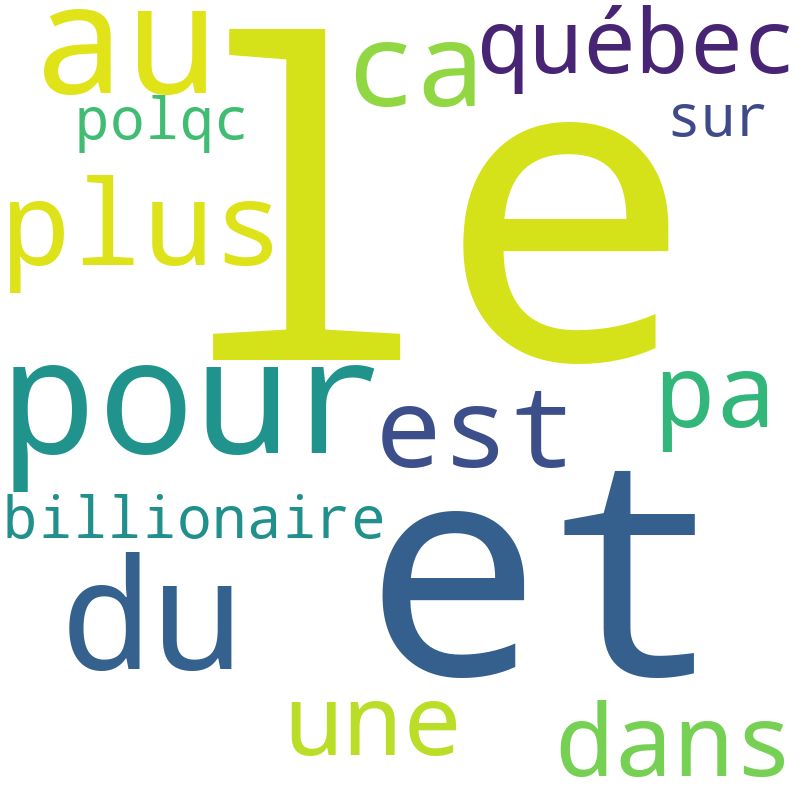 au
ca
québec
polqc
sur
le
plus
pour
est
pa
billionaire
et
du
une
dans